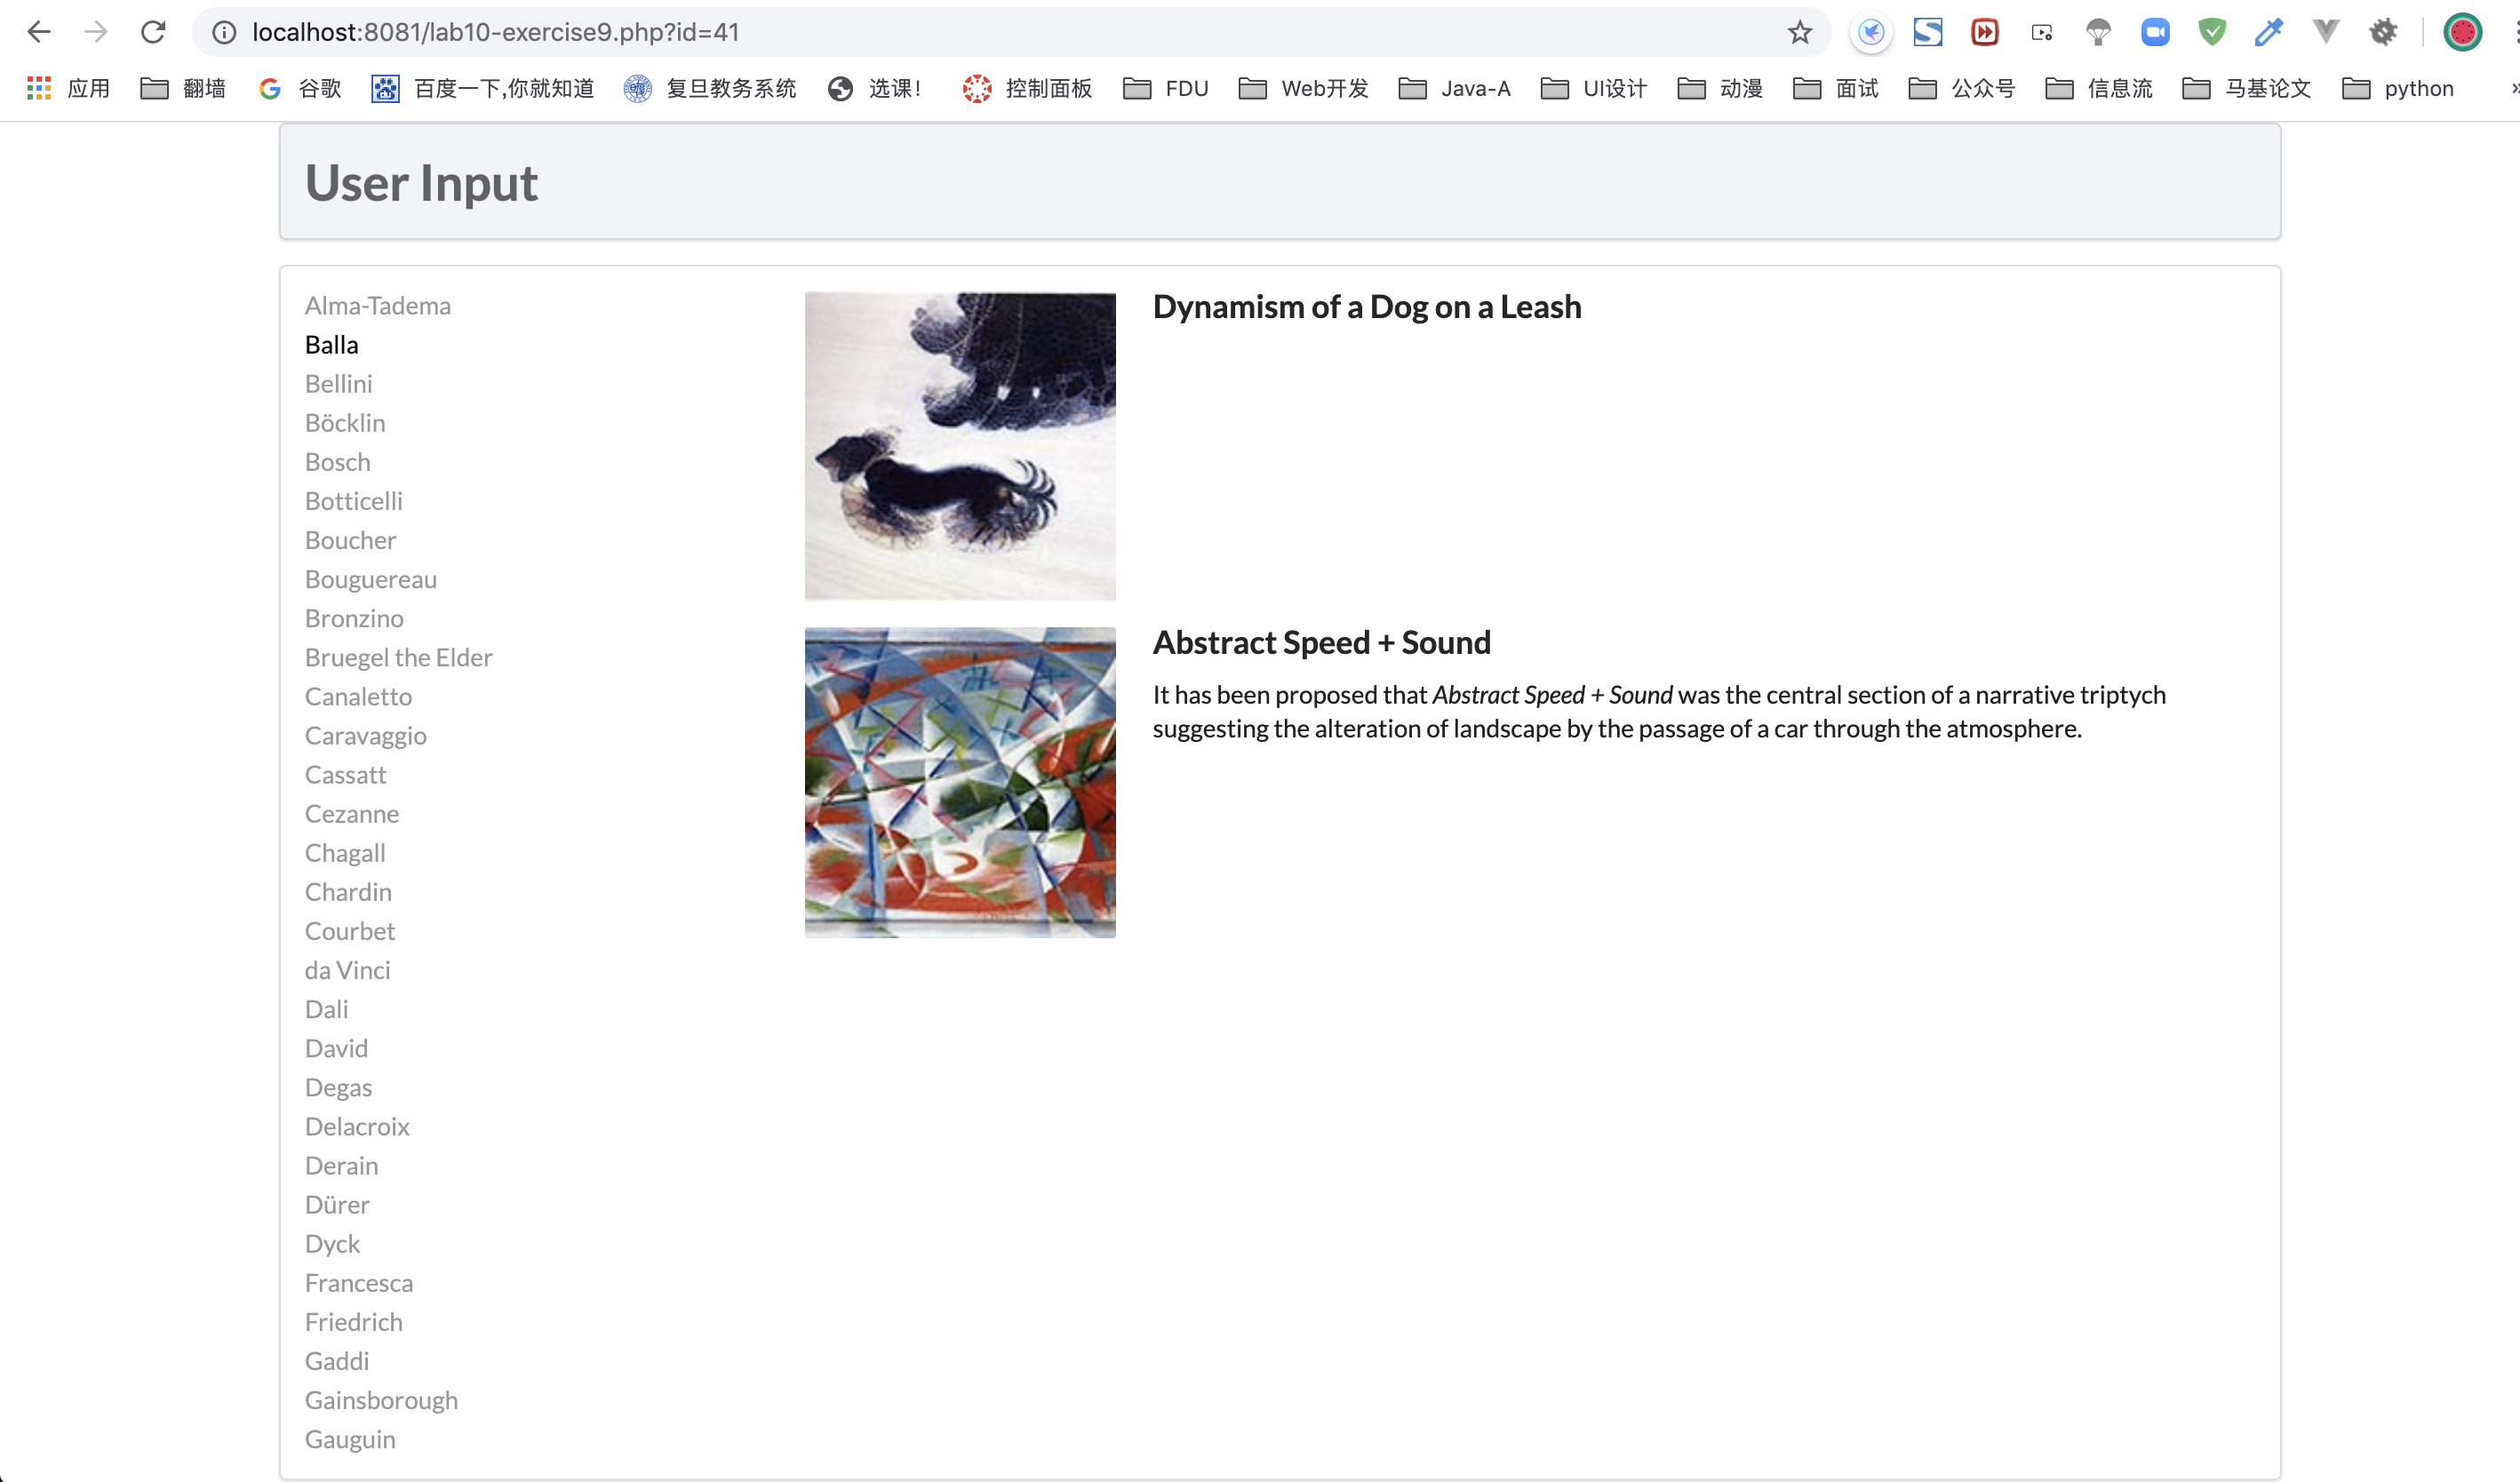 localhost:8081/lab10-exercise9.php?id=41
应用 翻墙 谷歌 百度一下,你就知道 复旦教务系统 选课! 控制面板 FDU Web开发 Java-A UI设计 动漫 面试 公众号 信息流 马基论文 python »
User Input
Alma-Tadema
Balla
Bellini
Böcklin
Bosch
Botticelli
Boucher
Bouguereau
Bronzino
Bruegel the Elder
Canaletto
Caravaggio
Cassatt
Cezanne
Chagall
Chardin
Courbet
da Vinci
Dali
David
Degas
Delacroix
Derain
Dürer
Dyck
Francesca
Friedrich
Gaddi
Gainsborough
Gauguin
Dynamism of a Dog on a Leash
Abstract Speed + Sound
It has been proposed that Abstract Speed + Sound was the central section of a narrative triptych
suggesting the alteration of landscape by the passage of a car through the atmosphere.